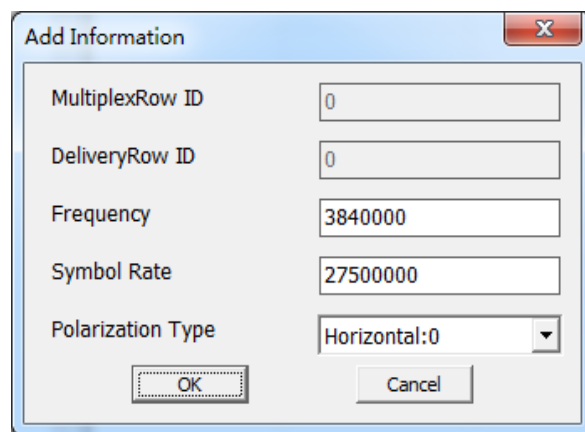 Add Information
MultiplexRow ID 0
DeliveryRow ID 0
Frequency 3840000
Symbol Rate 27500000
Polarization Type Horizontal:0
OK Cancel